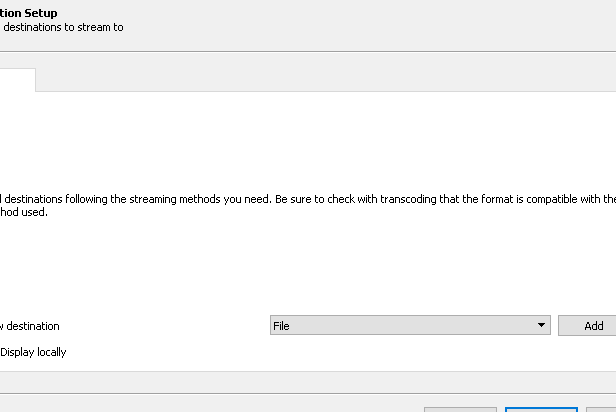 tion Setup
destinations to stream to
destinations following the streaming methods you need. Be sure to check with transcoding that the format is compatible with the
hod used.
destination
File
Add
Display locally